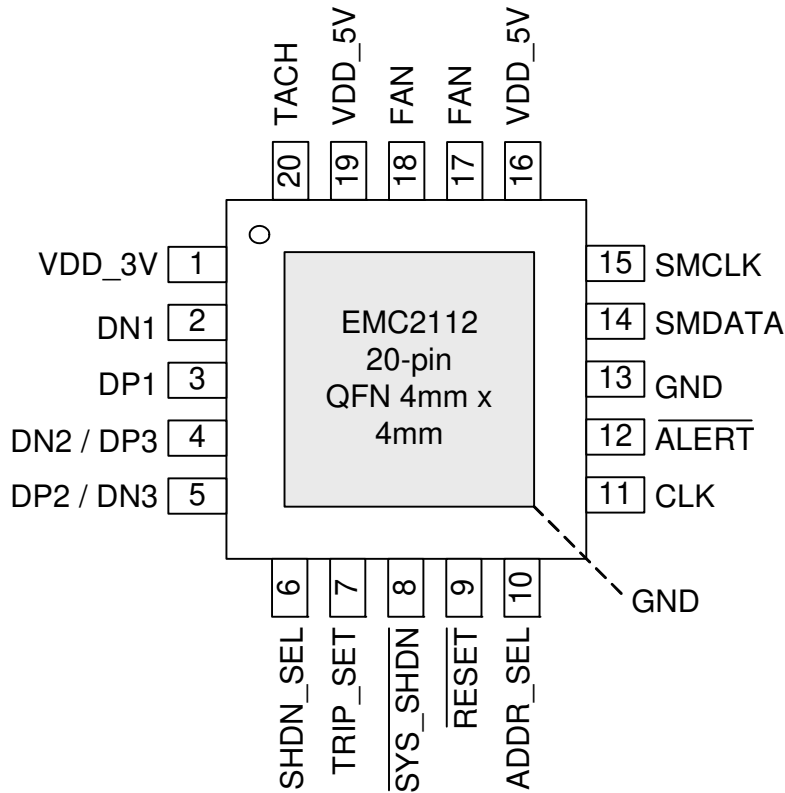 TACH
VDD_5V
FAN
FAN
VDD_5V
20
19
18
17
16
VDD_3V 1
DN1 2
DP1 3
DN2 / DP3 4
DP2 / DN3 5
EMC2112
20-pin
QFN 4mm x
4mm
15 SMCLK
14 SMDATA
13 GND
12 ALERT
11 CLK
GND
6
7
8
9
10
SHDN_SEL
TRIP_SET
SYS_SHDN
RESET
ADDR_SEL